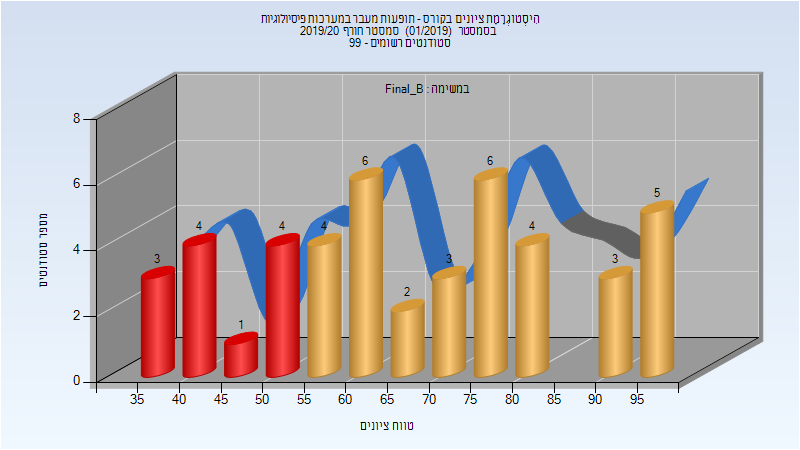 הִיסְטוֹגְרַמַת ציונים בקורס - תופעות מעבר במערכות פיסיולוגיות
בסמסטר (01/2019) סמסטר חורף 2019/20
סטודנטים רשומים - 99
במשימה : Final_B
מספר סטודנטים
8
6
4
2
0
3
4
1
4
4
6
2
3
6
4
3
5
35 40 45 50 55 60 65 70 75 80 85 90 95
טווח ציונים